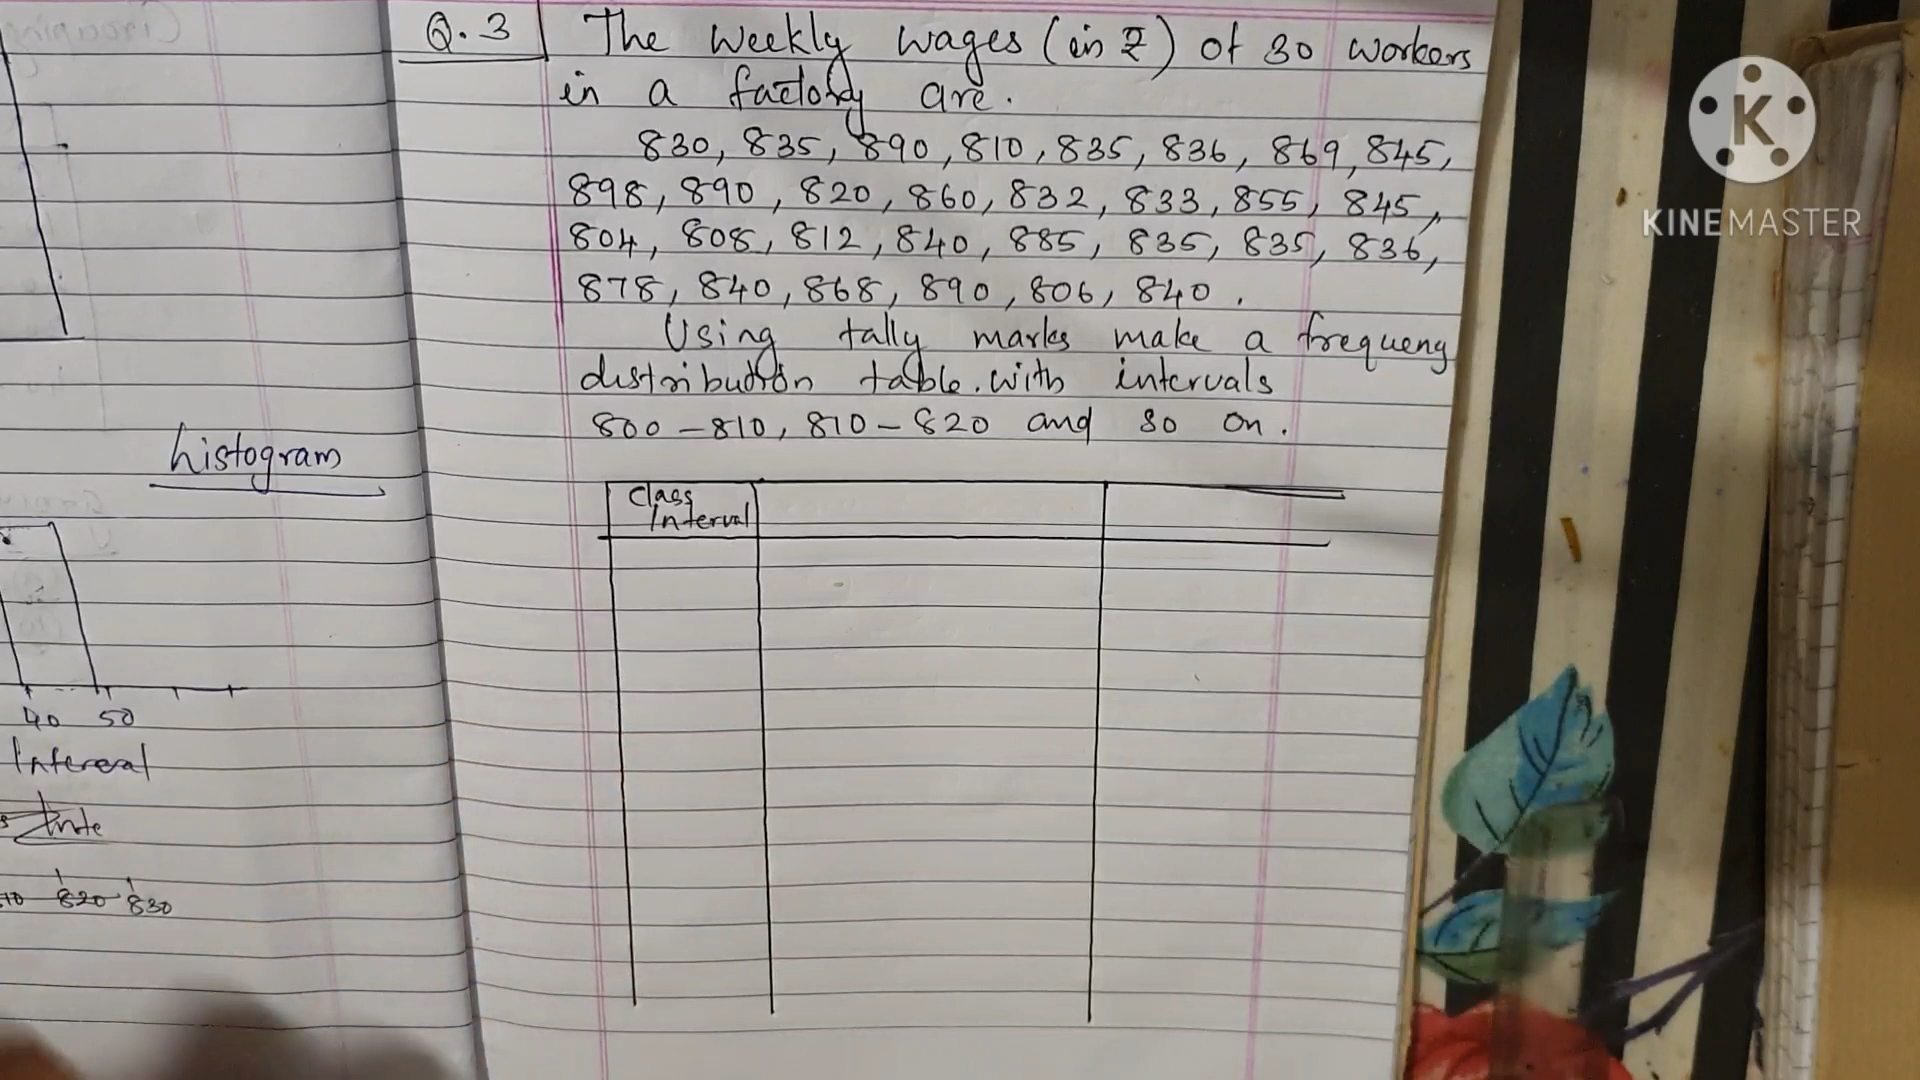 Q.3 The weekly wages (in ₹) of 30 workers
in a factory are.
830, 835, 890, 810, 835, 836, 869, 845,
898, 890, 820, 860, 832, 833, 855, 845,
804, 808, 812, 840, 885, 835, 835, 836,
878, 840, 868, 890, 806, 840.
Using tally marks make a frequency
distribution table. with intervals
800 - 810, 810 - 820 and so on.
Class
Interval
histogram
40 50
Interval
820 830
K
KINEMASTER